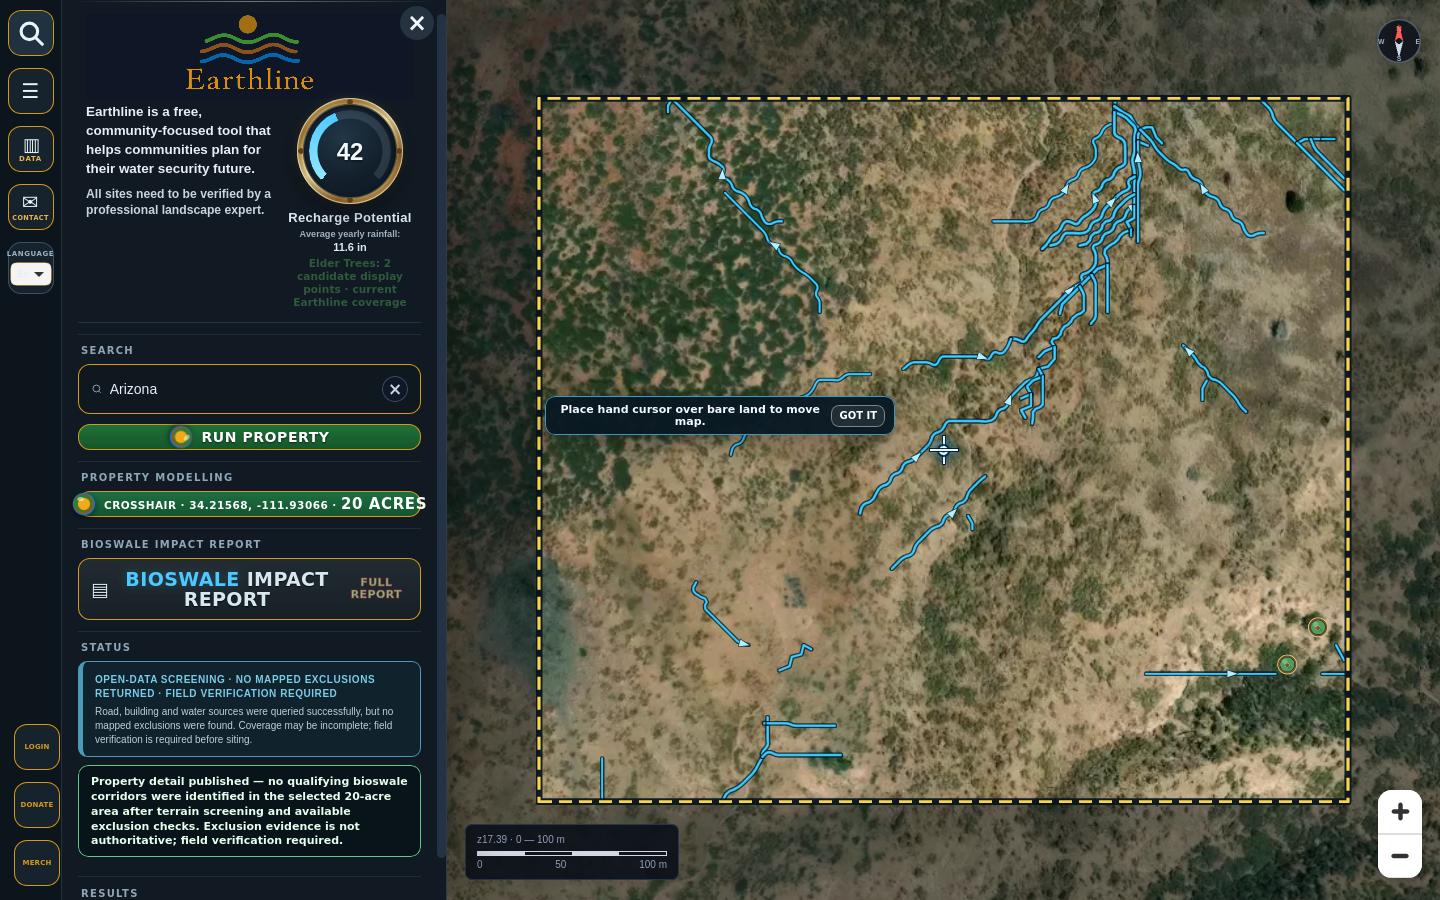 DATA
CONTACT
LANGUAGE
LOGIN
DONATE
MERCH
Earthline
Earthline is a free,
community-focused tool that
helps communities plan for
their water security future.
All sites need to be verified by a
professional landscape expert.
42
Recharge Potential
Average yearly rainfall:
11.6 in
Elder Trees: 2
candidate display
points · current
Earthline coverage
SEARCH
Arizona
RUN PROPERTY
PROPERTY MODELLING
CROSSHAIR · 34.21568, -111.93066 · 20 ACRES
BIOSWALE IMPACT REPORT
BIOSWALE IMPACT
REPORT
FULL
REPORT
STATUS
OPEN-DATA SCREENING · NO MAPPED EXCLUSIONS
RETURNED · FIELD VERIFICATION REQUIRED
Road, building and water sources were queried successfully, but no
mapped exclusions were found. Coverage may be incomplete; field
verification is required before siting.
Property detail published — no qualifying bioswale
corridors were identified in the selected 20-acre
area after terrain screening and available
exclusion checks. Exclusion evidence is not
authoritative; field verification required.
RESULTS
Place hand cursor over bare land to move
map.
GOT IT
N
W E
S
z17.39 · 0 — 100 m
0 50 100 m